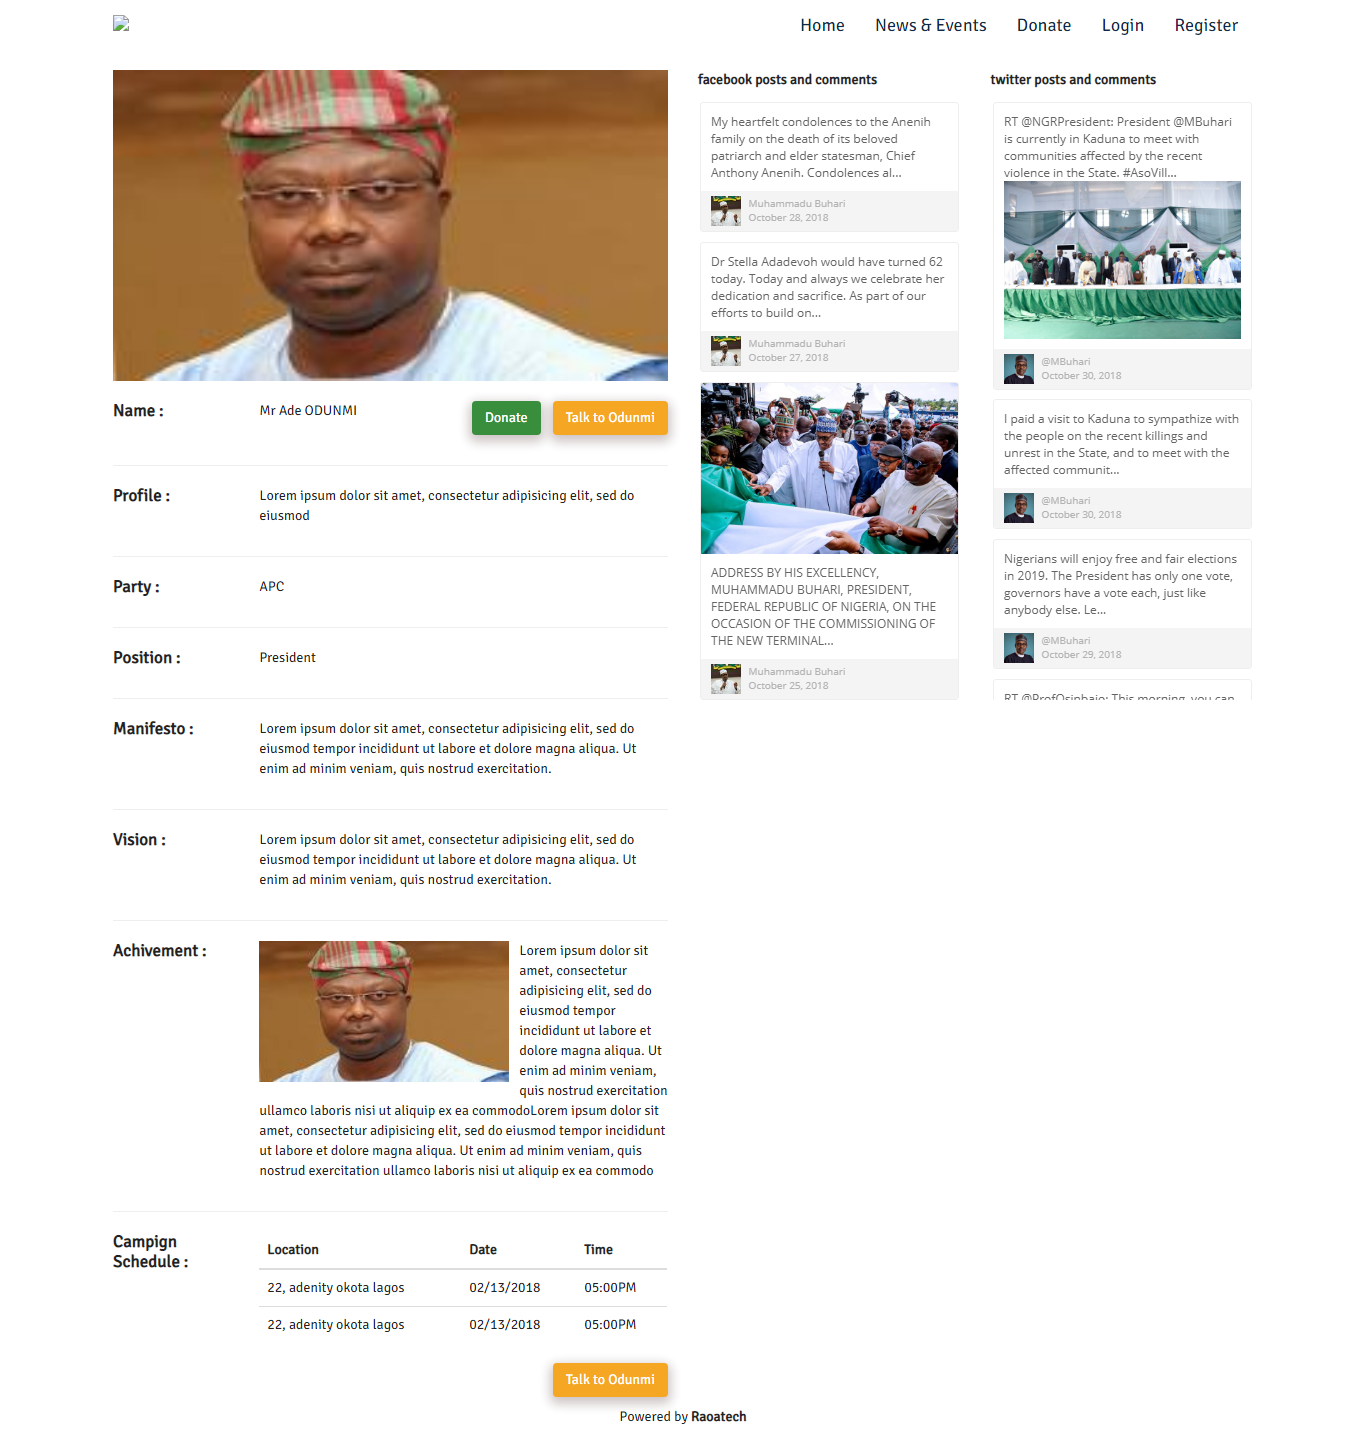 Home News & Events Donate Login Register
Name :
Mr Ade ODUNMI
Donate
Talk to Odunmi
Profile :
Lorem ipsum dolor sit amet, consectetur adipisicing elit, sed do
eiusmod
Party :
APC
Position :
President
Manifesto :
Lorem ipsum dolor sit amet, consectetur adipisicing elit, sed do
eiusmod tempor incididunt ut labore et dolore magna aliqua. Ut
enim ad minim veniam, quis nostrud exercitation.
Vision :
Lorem ipsum dolor sit amet, consectetur adipisicing elit, sed do
eiusmod tempor incididunt ut labore et dolore magna aliqua. Ut
enim ad minim veniam, quis nostrud exercitation.
Achivement :
Lorem ipsum dolor sit
amet, consectetur
adipisicing elit, sed do
eiusmod tempor
incididunt ut labore et
dolore magna aliqua. Ut
enim ad minim veniam,
quis nostrud exercitation
ullamco laboris nisi ut aliquip ex ea commodoLorem ipsum dolor sit
amet, consectetur adipisicing elit, sed do eiusmod tempor incididunt
ut labore et dolore magna aliqua. Ut enim ad minim veniam, quis
nostrud exercitation ullamco laboris nisi ut aliquip ex ea commodo
Campign
Schedule :
Location Date Time
22, adenity okota lagos 02/13/2018 05:00PM
22, adenity okota lagos 02/13/2018 05:00PM
Talk to Odunmi
facebook posts and comments
My heartfelt condolences to the Anenih
family on the death of its beloved
patriarch and elder statesman, Chief
Anthony Anenih. Condolences al...
Muhammadu Buhari
October 28, 2018
Dr Stella Adadevoh would have turned 62
today. Today and always we celebrate her
dedication and sacrifice. As part of our
efforts to build on...
Muhammadu Buhari
October 27, 2018
ADDRESS BY HIS EXCELLENCY,
MUHAMMADU BUHARI, PRESIDENT,
FEDERAL REPUBLIC OF NIGERIA, ON THE
OCCASION OF THE COMMISSIONING OF
THE NEW TERMINAL...
Muhammadu Buhari
October 25, 2018
twitter posts and comments
RT @NGRPresident: President @MBuhari
is currently in Kaduna to meet with
communities affected by the recent
violence in the State. #AsoVill...
@MBuhari
October 30, 2018
I paid a visit to Kaduna to sympathize with
the people on the recent killings and
unrest in the State, and to meet with the
affected communit...
@MBuhari
October 30, 2018
Nigerians will enjoy free and fair elections
in 2019. The President has only one vote,
governors have a vote each, just like
anybody else. Le...
@MBuhari
October 29, 2018
RT @ProfOsinbajo: This morning, you can
Powered by Raoatech